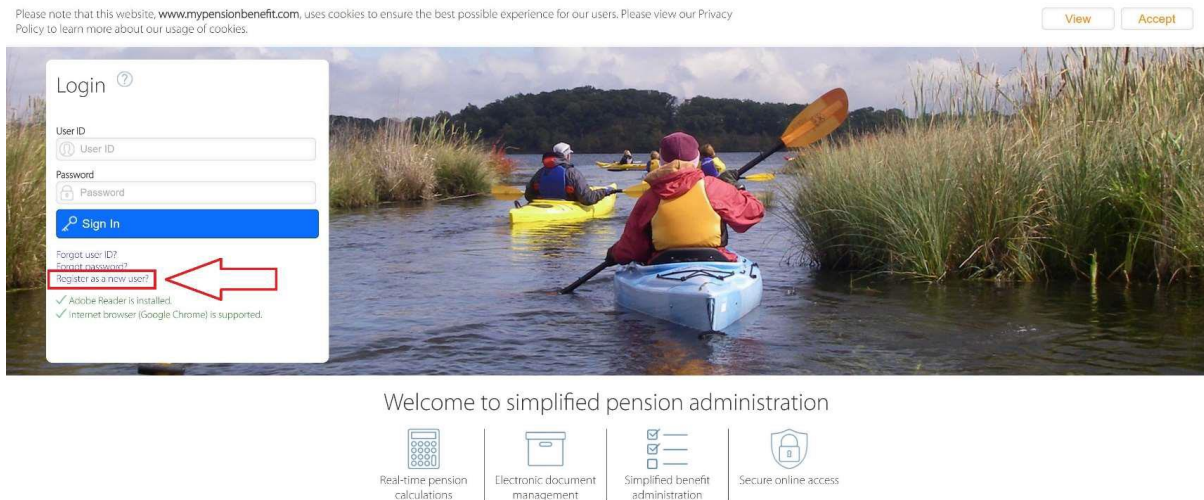 Please note that this website, www.mypensionbenefit.com, uses cookies to ensure the best possible experience for our users. Please view our Privacy
Policy to learn more about our usage of cookies.
View
Accept
Login ?
User ID
User ID
Password
Password
Sign In
Forgot user ID?
Forgot password?
Register as a new user?
Adobe Reader is installed.
Internet browser (Google Chrome) is supported.
Welcome to simplified pension administration
Real-time pension
calculations
Electronic document
management
Simplified benefit
administration
Secure online access